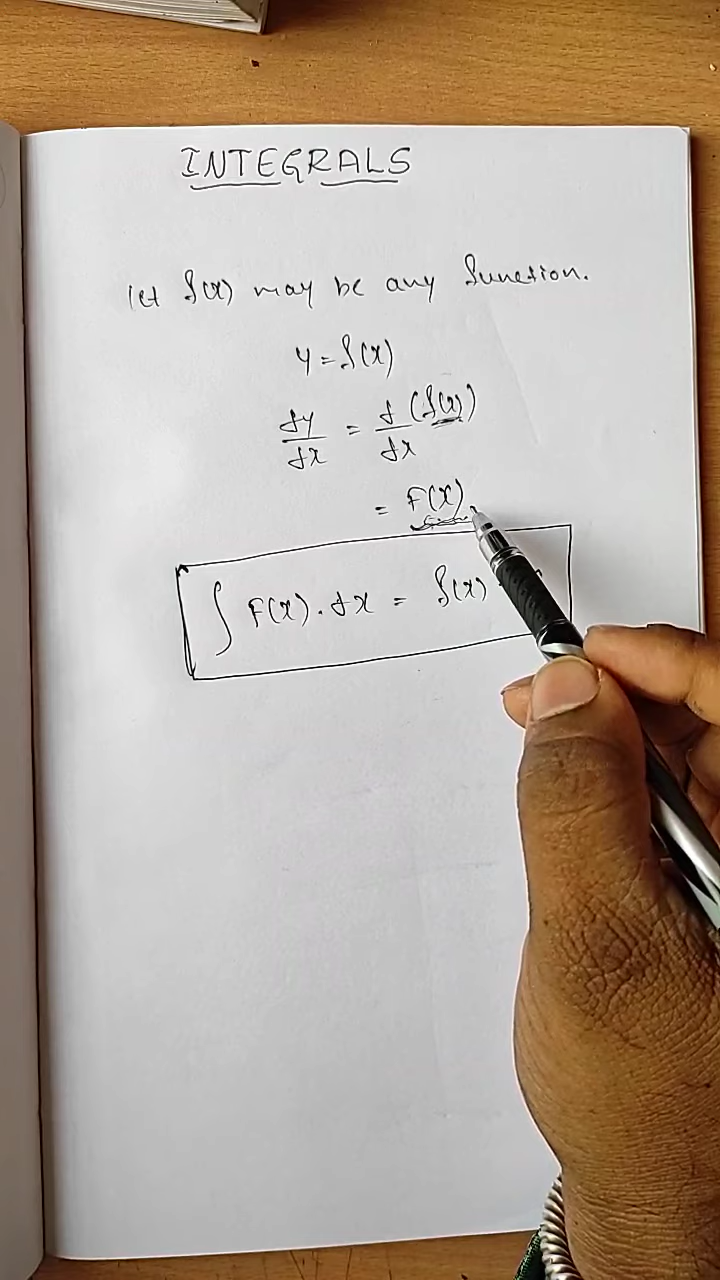 INTEGRALS
let f(x) may be any function.
y = f(x)
dy/dx = d/dx (f(x))
= F(x)
∫ F(x) . dx = f(x)